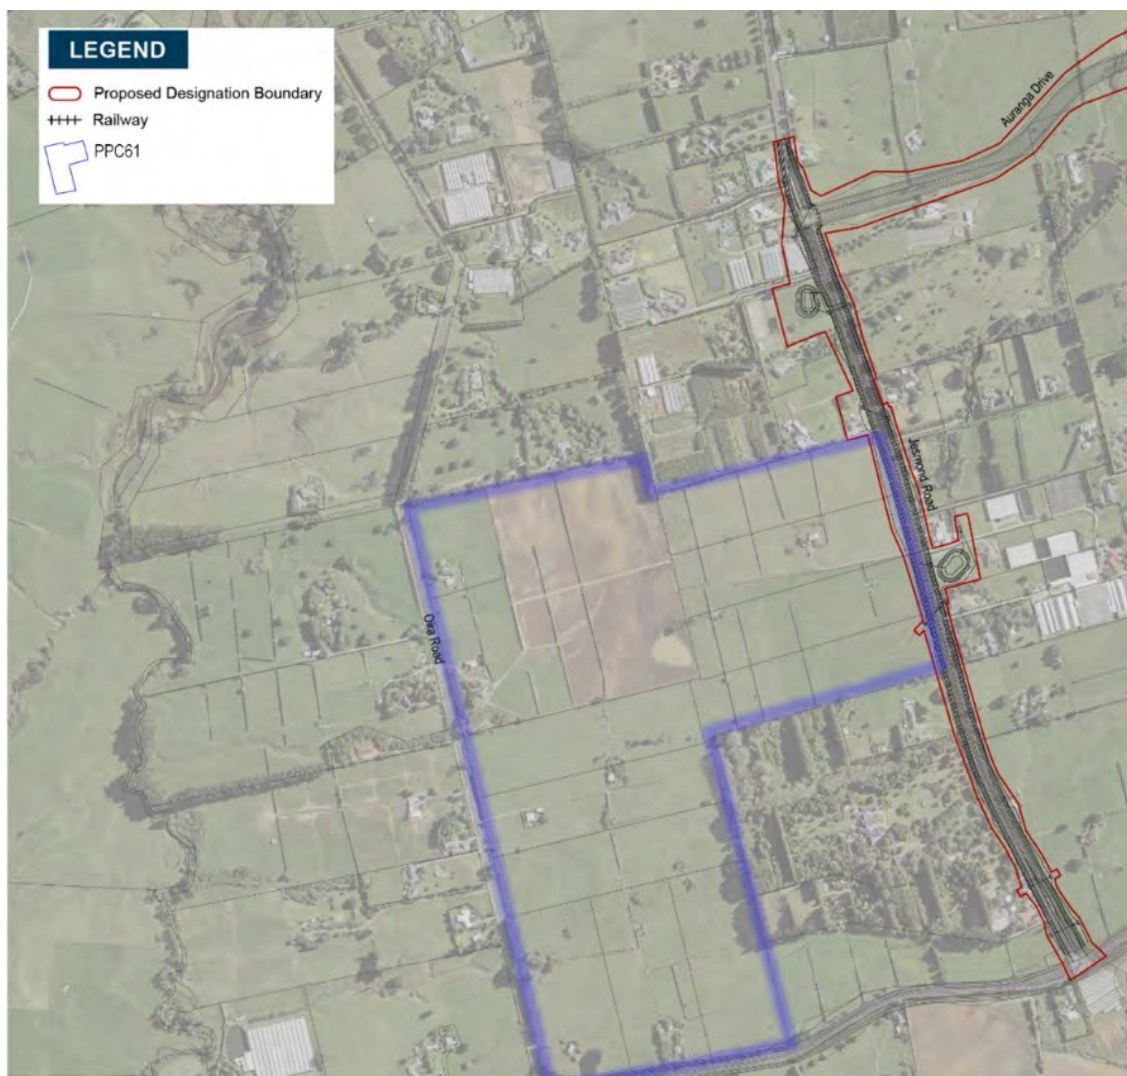 LEGEND
Proposed Designation Boundary
Railway
PPC61
Auranga Drive
Jesmond Road
Oira Road